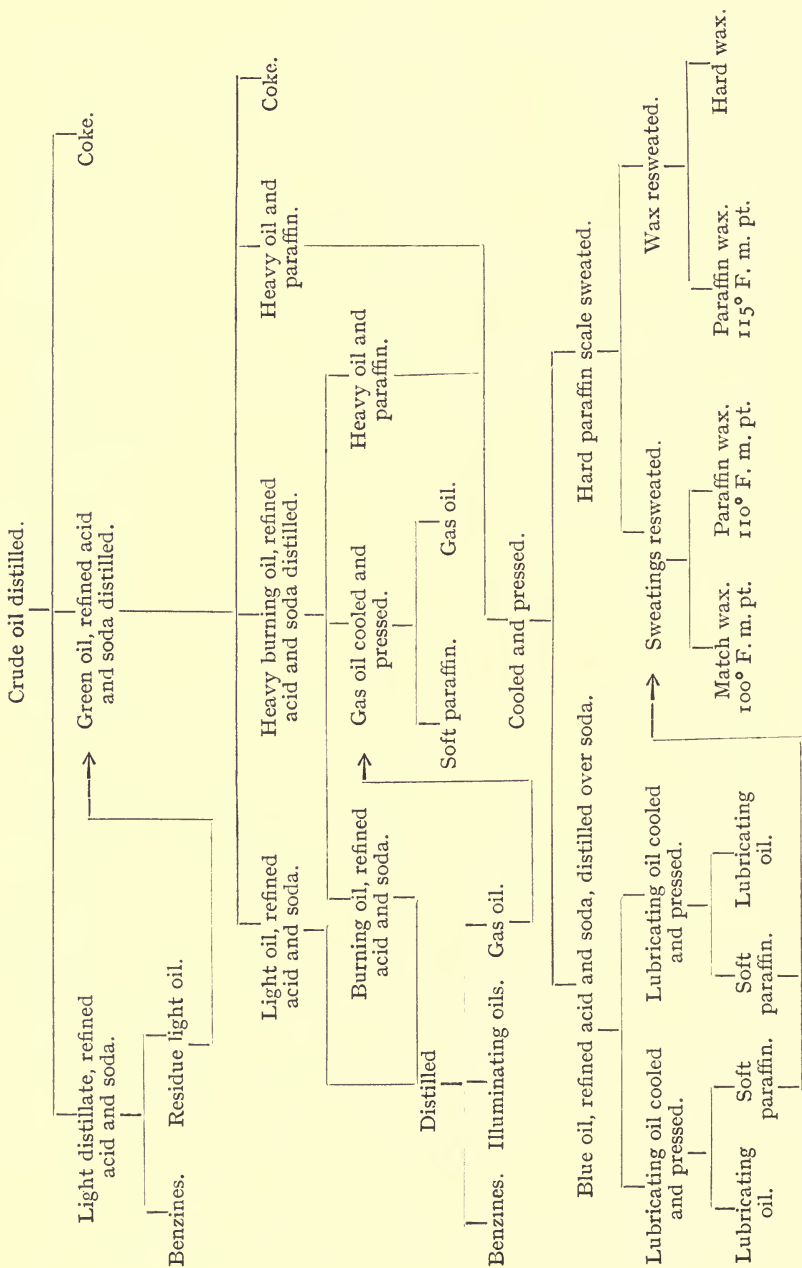 Crude oil distilled.
Light distillate, refined
acid and soda.
Green oil, refined acid
and soda distilled.
Coke.
Benzines.
Residue light oil.
Light oil, refined
acid and soda.
Heavy burning oil, refined
acid and soda distilled.
Heavy oil and
paraffin.
Coke.
Burning oil, refined
acid and soda.
Gas oil cooled and
pressed.
Heavy oil and
paraffin.
Distilled
Soft paraffin.
Gas oil.
Benzines.
Illuminating oils.
Gas oil.
Cooled and pressed.
Blue oil, refined acid and soda, distilled over soda.
Hard paraffin scale sweated.
Lubricating oil cooled
and pressed.
Lubricating oil cooled
and pressed.
Sweatings resweated.
Wax resweated.
Lubricating
oil.
Soft
paraffin.
Soft
paraffin.
Lubricating
oil.
Match wax.
100° F. m. pt.
Paraffin wax.
110° F. m. pt.
Paraffin wax.
115° F. m. pt.
Hard wax.